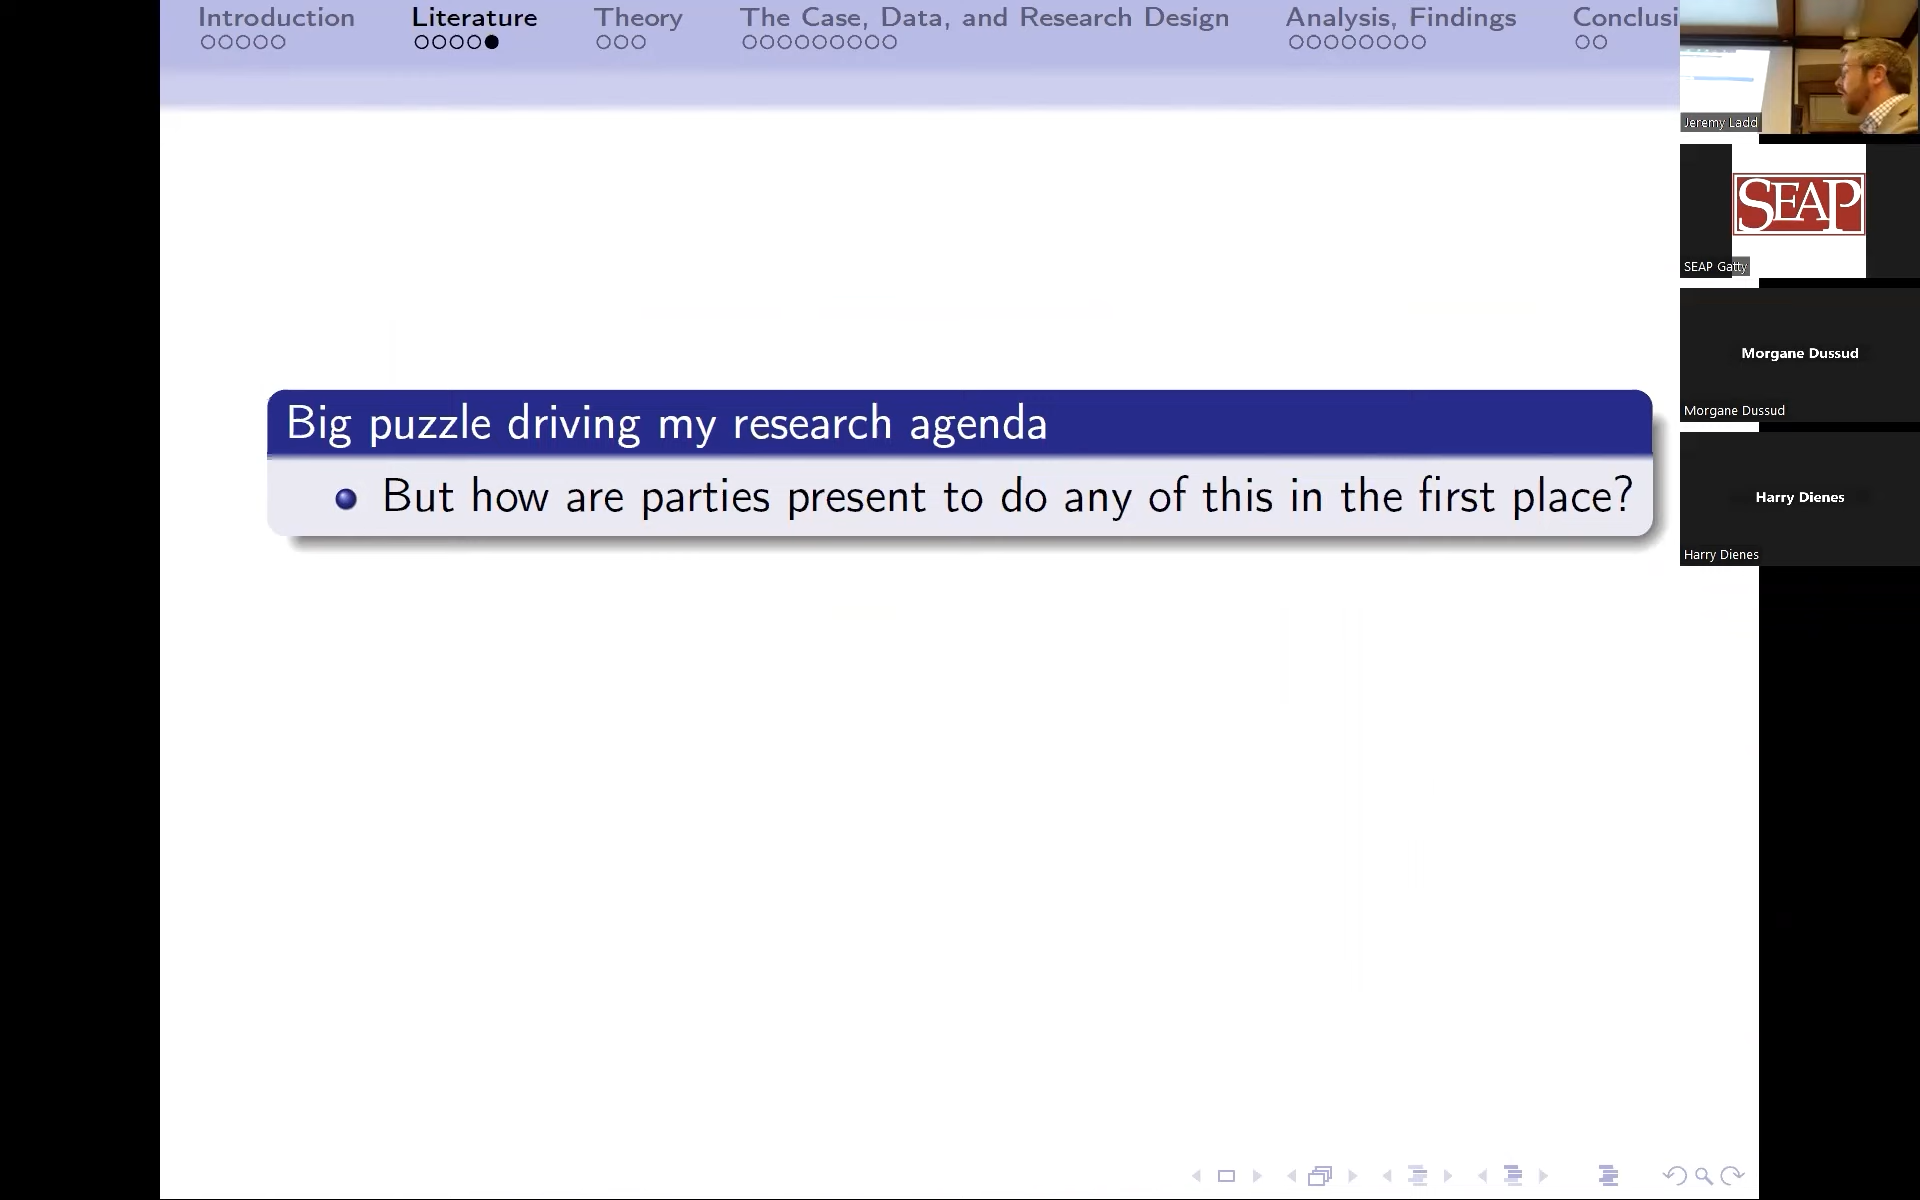 Introduction
Literature
Theory
The Case, Data, and Research Design
Analysis, Findings
Conclusi
Big puzzle driving my research agenda
But how are parties present to do any of this in the first place?
Jeremy Ladd
SEAP
SEAP Gatty
Morgane Dussud
Morgane Dussud
Harry Dienes
Harry Dienes